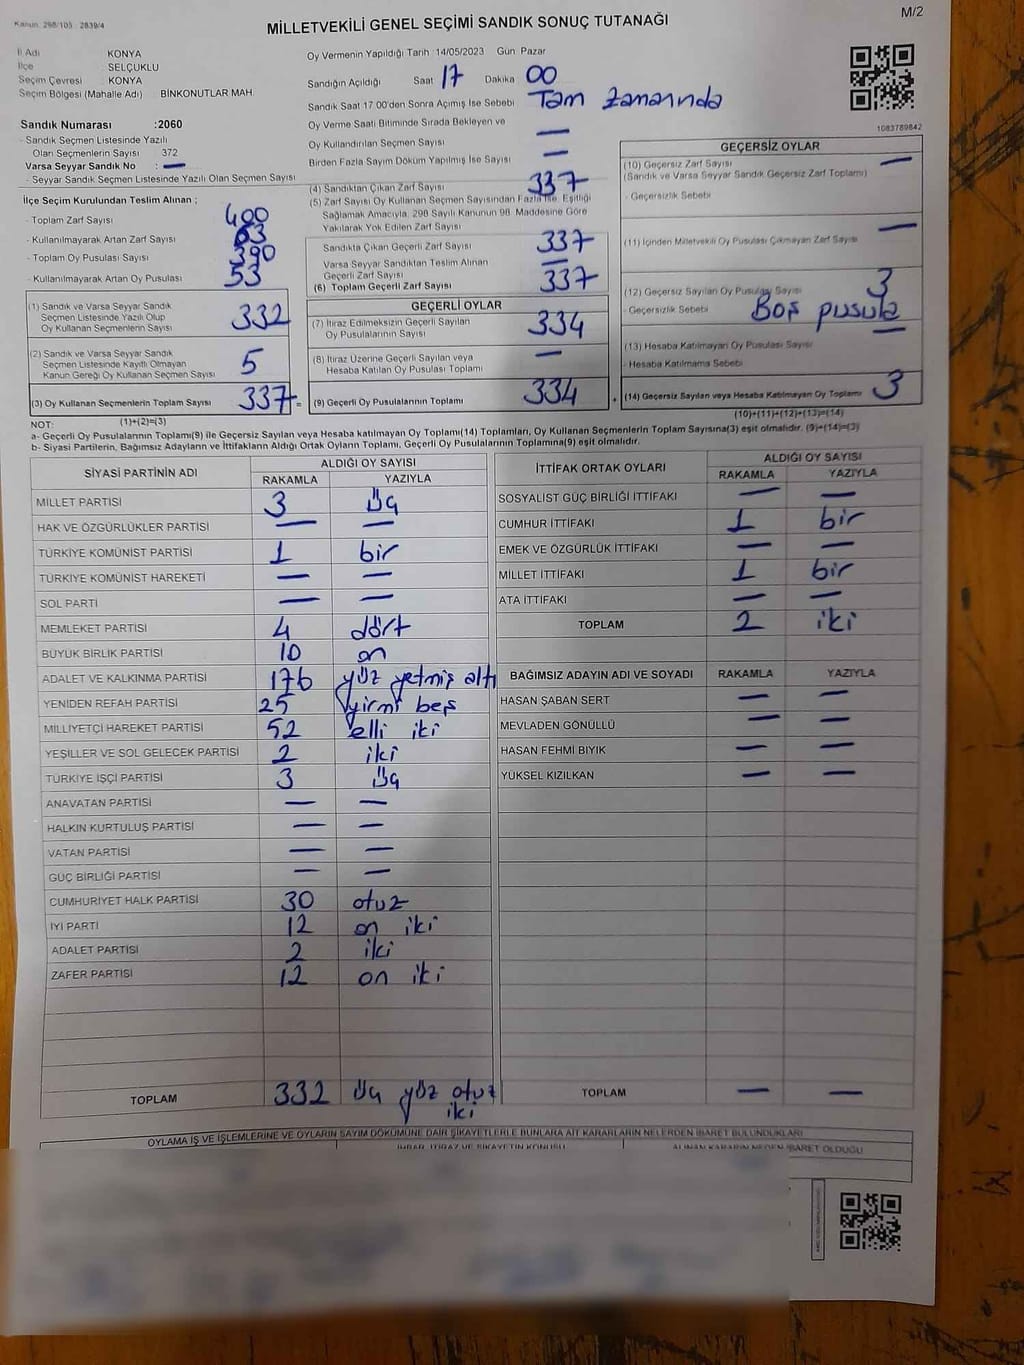 Kanun: 298/105 - 2839/4
MİLLETVEKİLİ GENEL SEÇİMİ SANDIK SONUÇ TUTANAĞI
M/2
İl Adı KONYA
İlçe SELÇUKLU
Seçim Çevresi KONYA
Seçim Bölgesi (Mahalle Adı) BİNKONUTLAR MAH.
Sandık Numarası :2060
- Sandık Seçmen Listesinde Yazılı
Olan Seçmenlerin Sayısı 372
Varsa Seyyar Sandık No : —
- Seyyar Sandık Seçmen Listesinde Yazılı Olan Seçmen Sayısı
İlçe Seçim Kurulundan Teslim Alınan ;
- Toplam Zarf Sayısı 400
- Kullanılmayarak Artan Zarf Sayısı 63
- Toplam Oy Pusulası Sayısı 390
- Kullanılmayarak Artan Oy Pusulası 53
(1) Sandık ve Varsa Seyyar Sandık
Seçmen Listesinde Yazılı Olup
Oy Kullanan Seçmenlerin Sayısı 332
(2) Sandık ve Varsa Seyyar Sandık
Seçmen Listesinde Kayıtlı Olmayan
Kanun Gereği Oy Kullanan Seçmen Sayısı 5
(3) Oy Kullanan Seçmenlerin Toplam Sayısı 337 =
(1)+(2)=(3)
Oy Vermenin Yapıldığı Tarih : 14/05/2023 Gün Pazar
Sandığın Açıldığı Saat 17 Dakika 00
Sandık Saat 17.00'den Sonra Açımış İse Sebebi Tam zamanında
Oy Verme Saati Bitiminde Sırada Bekleyen ve
Oy Kullandırılan Seçmen Sayısı —
Birden Fazla Sayım Döküm Yapılmış İse Sayısı —
(4) Sandıktan Çıkan Zarf Sayısı 337
(5) Zarf Sayısı Oy Kullanan Seçmen Sayısından Fazla İse, Eşitliği
Sağlamak Amacıyla, 298 Sayılı Kanunun 98. Maddesine Göre
Yakılarak Yok Edilen Zarf Sayısı
Sandıkta Çıkan Geçerli Zarf Sayısı 337
Varsa Seyyar Sandıktan Teslim Alınan
Geçerli Zarf Sayısı —
(6) Toplam Geçerli Zarf Sayısı 337
GEÇERLİ OYLAR
(7) İtiraz Edilmeksizin Geçerli Sayılan
Oy Pusulalarının Sayısı 334
(8) İtiraz Üzerine Geçerli Sayılan veya
Hesaba Katılan Oy Pusulası Toplamı —
(9) Geçerli Oy Pusulalarının Toplamı 334
1083789842
GEÇERSİZ OYLAR
(10) Geçersiz Zarf Sayısı —
(Sandık ve Varsa Seyyar Sandık Geçersiz Zarf Toplamı)
- Geçersizlik Sebebi
(11) İçinden Milletvekili Oy Pusulası Çıkmayan Zarf Sayısı —
(12) Geçersiz Sayılan Oy Pusulası Sayısı 3
- Geçersizlik Sebebi Boş pusula
(13) Hesaba Katılmayan Oy Pusulası Sayısı —
- Hesaba Katılmama Sebebi
(14) Geçersiz Sayılan veya Hesaba Katılmayan Oy Toplamı 3
(10)+(11)+(12)+(13)=(14)
NOT:
a- Geçerli Oy Pusulalarının Toplamı(9) ile Geçersiz Sayılan veya Hesaba katılmayan Oy Toplamı(14) Toplamları, Oy Kullanan Seçmenlerin Toplam Sayısına(3) eşit olmalıdır. (9)+(14)=(3)
b- Siyasi Partilerin, Bağımsız Adayların ve İttifakların Aldığı Ortak Oyların Toplamı, Geçerli Oy Pusulalarının Toplamına(9) eşit olmalıdır.
SİYASİ PARTİNİN ADI ALDIĞI OY SAYISI
RAKAMLA YAZIYLA
MİLLET PARTİSİ 3 üç
HAK VE ÖZGÜRLÜKLER PARTİSİ — —
TÜRKİYE KOMÜNİST PARTİSİ 1 bir
TÜRKİYE KOMÜNİST HAREKETİ — —
SOL PARTİ — —
MEMLEKET PARTİSİ 4 dört
BÜYÜK BİRLİK PARTİSİ 10 on
ADALET VE KALKINMA PARTİSİ 176 yüz yetmiş altı
YENİDEN REFAH PARTİSİ 25 yirmi beş
MİLLİYETÇİ HAREKET PARTİSİ 52 elli iki
YEŞİLLER VE SOL GELECEK PARTİSİ 2 iki
TÜRKİYE İŞÇİ PARTİSİ 3 üç
ANAVATAN PARTİSİ — —
HALKIN KURTULUŞ PARTİSİ — —
VATAN PARTİSİ — —
GÜÇ BİRLİĞİ PARTİSİ — —
CUMHURİYET HALK PARTİSİ 30 otuz
İYİ PARTİ 12 on iki
ADALET PARTİSİ 2 iki
ZAFER PARTİSİ 12 on iki
TOPLAM 332 üç yüz otuz
iki
İTTİFAK ORTAK OYLARI ALDIĞI OY SAYISI
RAKAMLA YAZIYLA
SOSYALİST GÜÇ BİRLİĞİ İTTİFAKI — —
CUMHUR İTTİFAKI 1 bir
EMEK VE ÖZGÜRLÜK İTTİFAKI — —
MİLLET İTTİFAKI 1 bir
ATA İTTİFAKI — —
TOPLAM 2 iki
BAĞIMSIZ ADAYIN ADI VE SOYADI RAKAMLA YAZIYLA
HASAN ŞABAN SERT — —
MEVLADEN GÖNÜLLÜ — —
HASAN FEHMİ BIYIK — —
YÜKSEL KIZILKAN — —
TOPLAM — —
OYLAMA İŞ VE İŞLEMLERİNE VE OYLARIN SAYIM DÖKÜMÜNE DAİR ŞİKAYETLERLE BUNLARA AİT KARARLARIN NELERDEN İBARET BULUNDUKLARI
İHBAR, İTİRAZ VE ŞİKAYETİN KONUSU ALINAN KARARIN NEDEN İBARET OLDUĞU